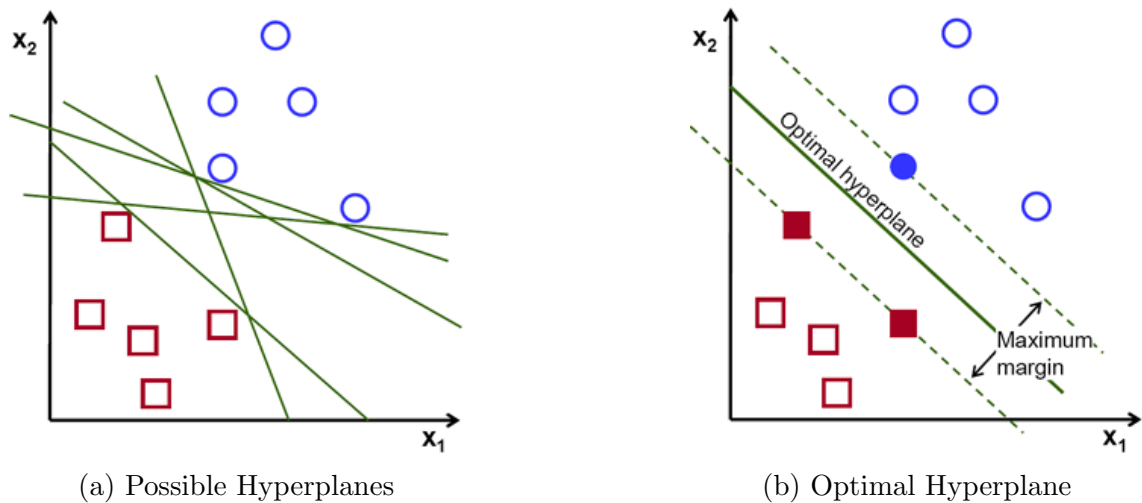 x₂
x₁
(a) Possible Hyperplanes
x₂
Optimal hyperplane
Maximum
margin
x₁
(b) Optimal Hyperplane